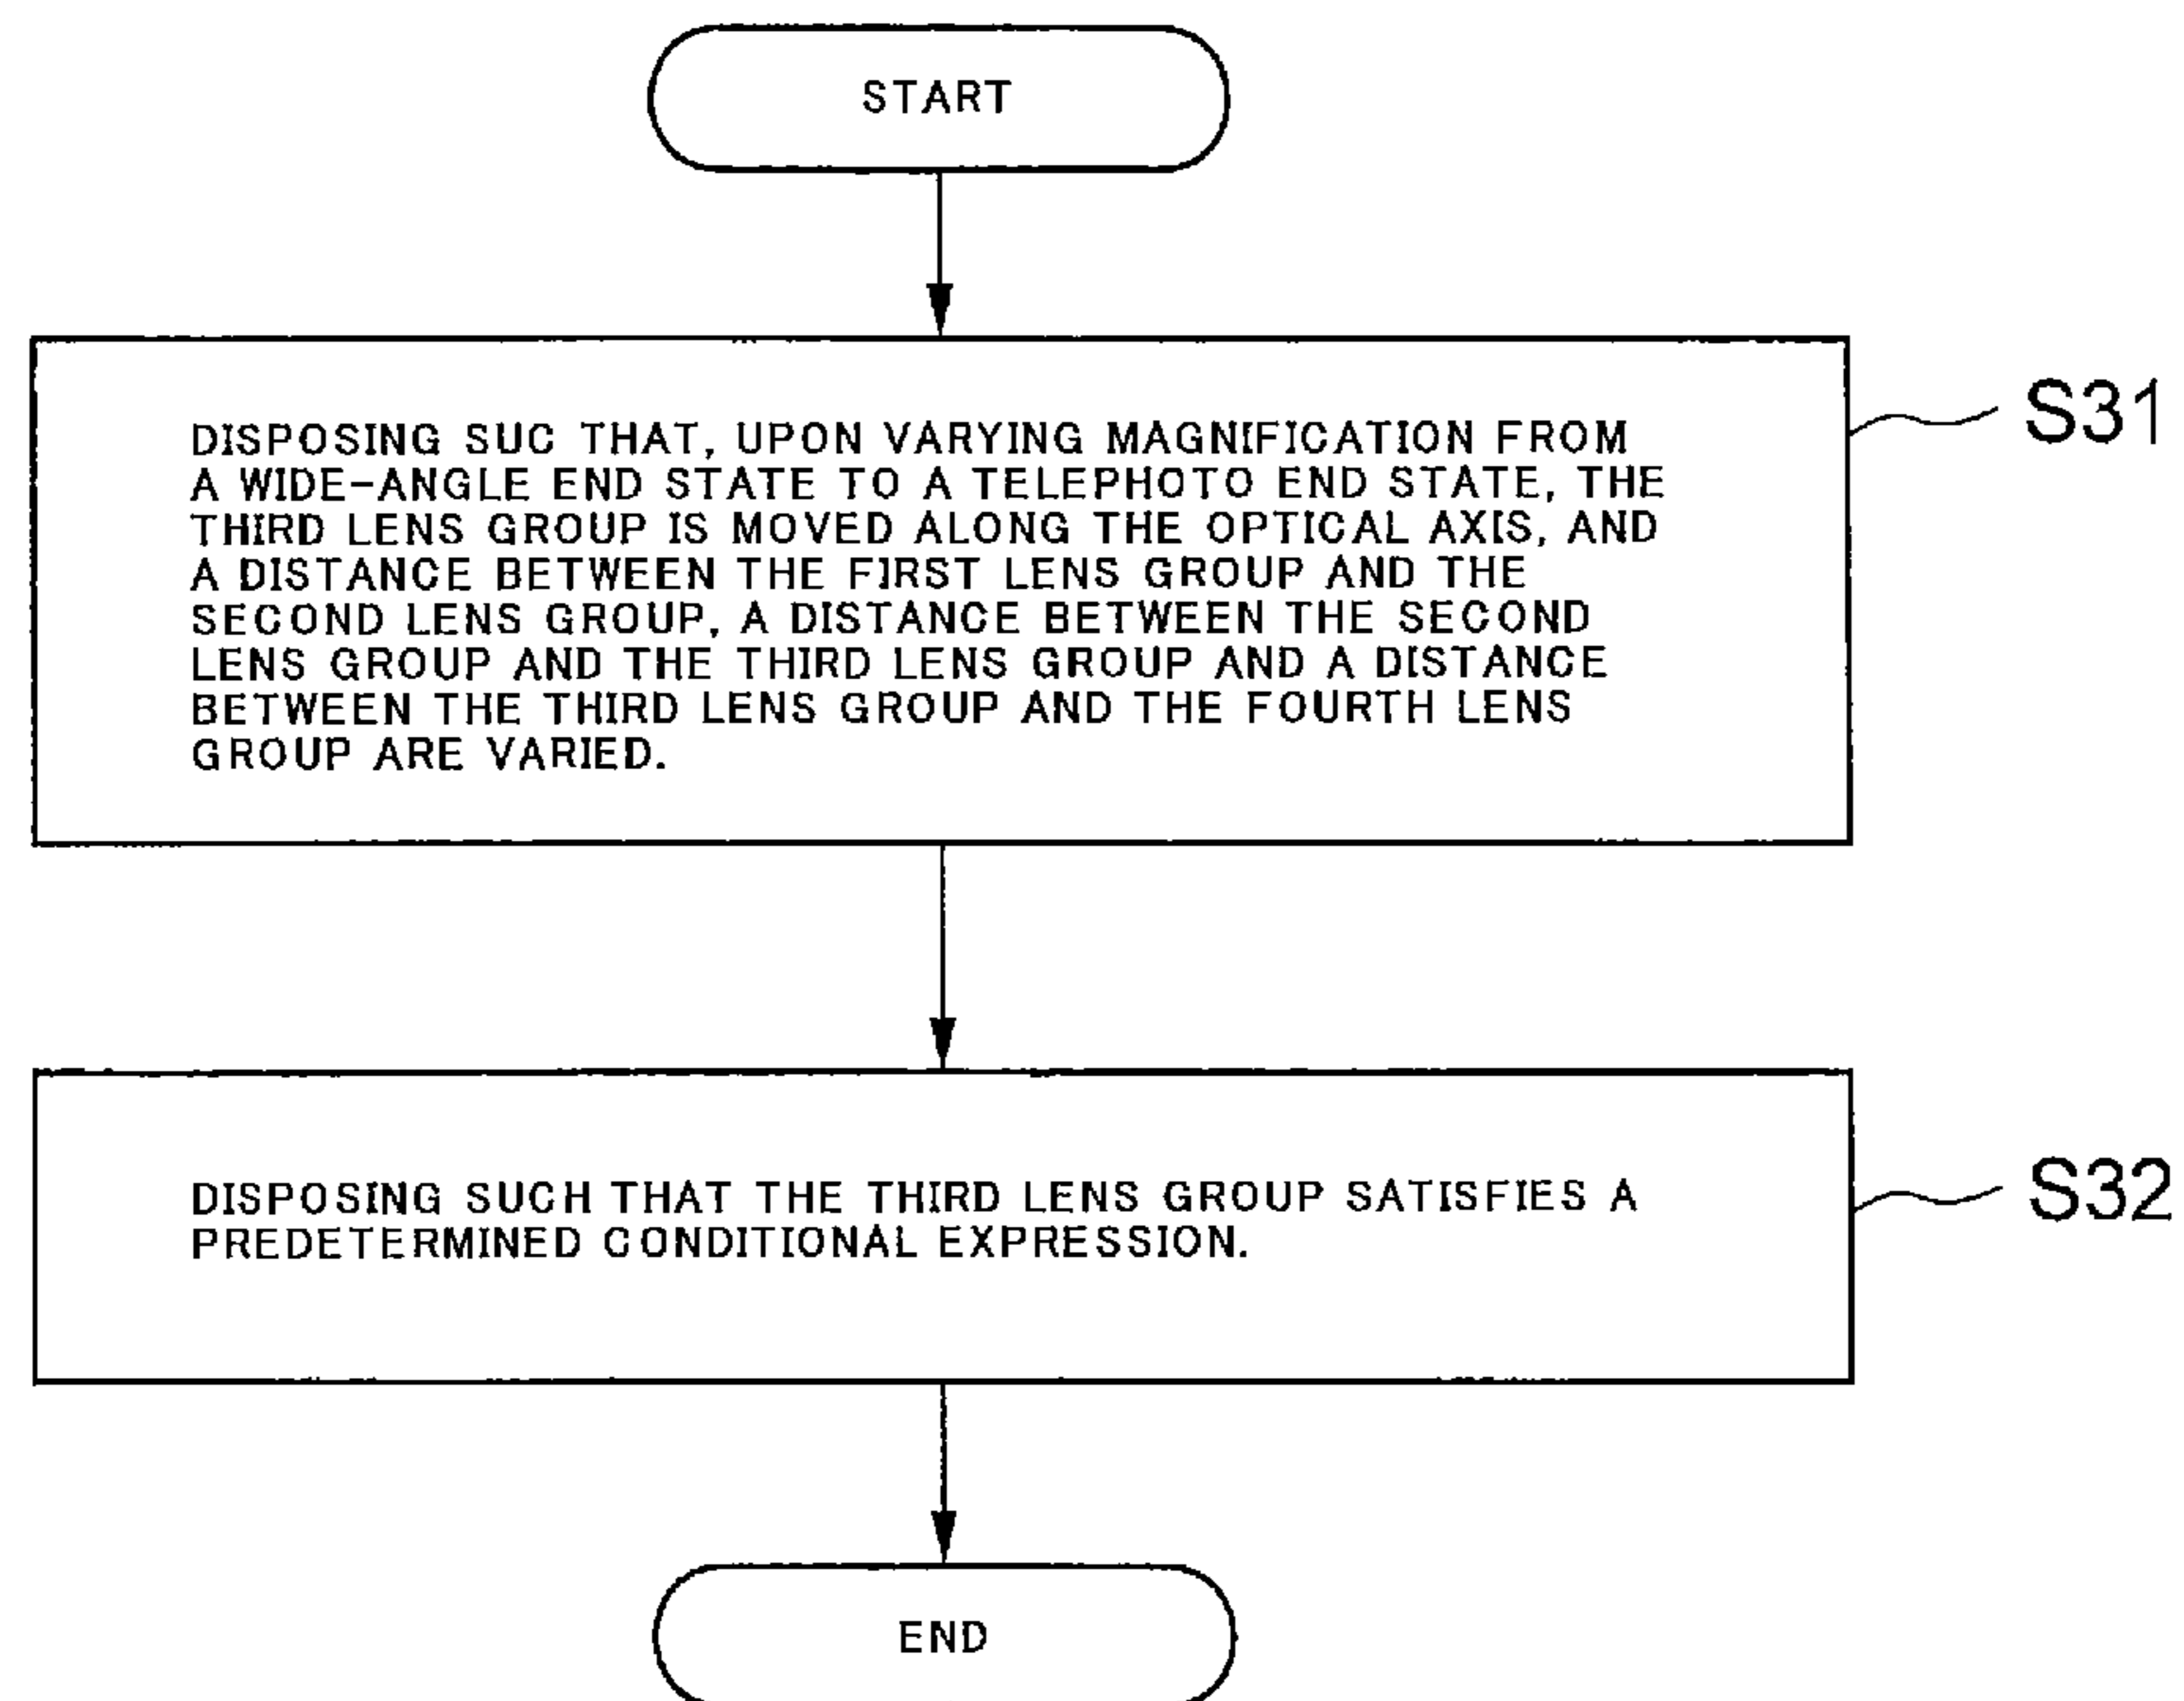 START
DISPOSING SUC THAT, UPON VARYING MAGNIFICATION FROM
A WIDE-ANGLE END STATE TO A TELEPHOTO END STATE, THE
THIRD LENS GROUP IS MOVED ALONG THE OPTICAL AXIS, AND
A DISTANCE BETWEEN THE FIRST LENS GROUP AND THE
SECOND LENS GROUP, A DISTANCE BETWEEN THE SECOND
LENS GROUP AND THE THIRD LENS GROUP AND A DISTANCE
BETWEEN THE THIRD LENS GROUP AND THE FOURTH LENS
GROUP ARE VARIED.
S31
DISPOSING SUCH THAT THE THIRD LENS GROUP SATISFIES A
PREDETERMINED CONDITIONAL EXPRESSION.
S32
END